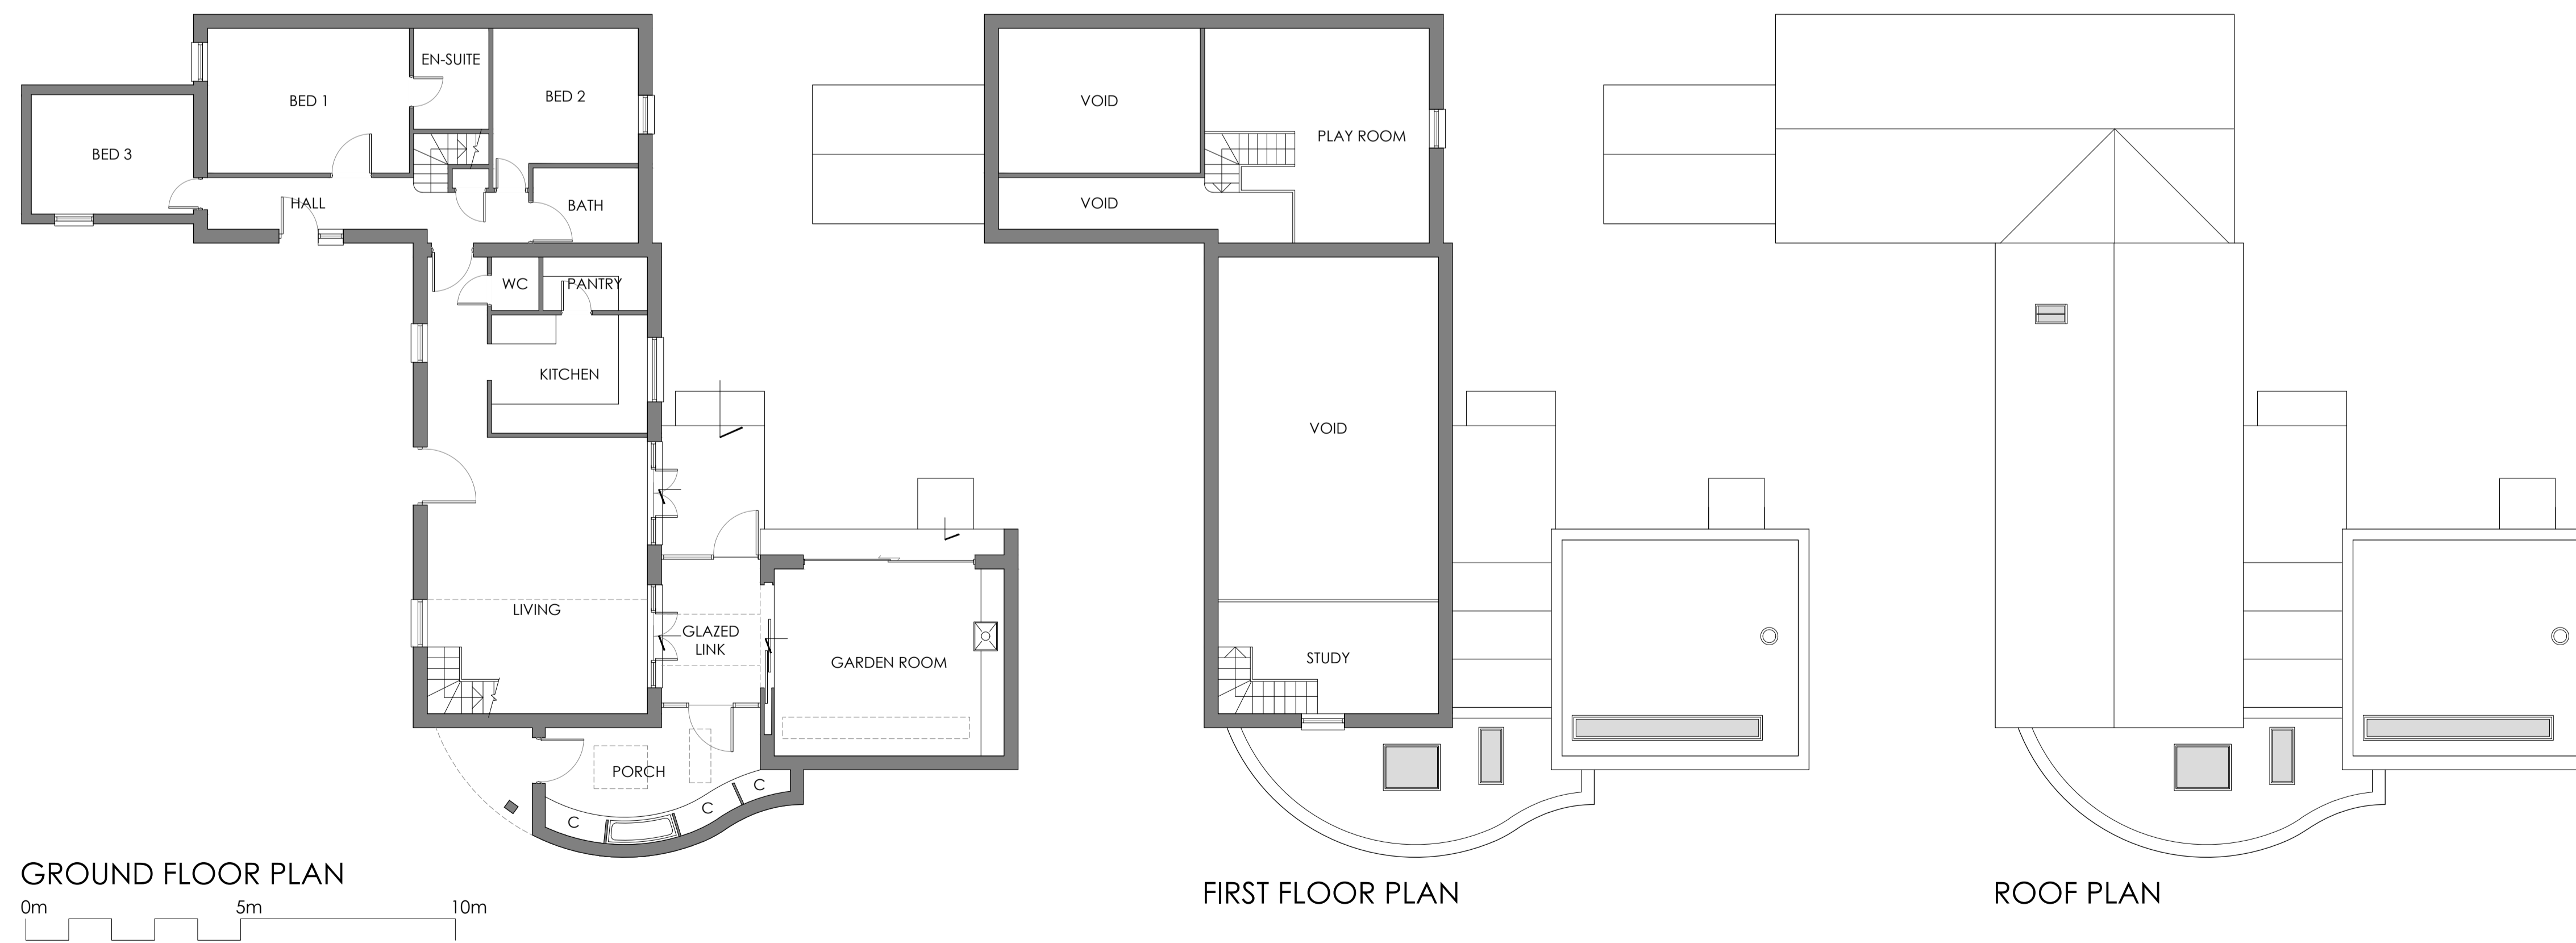 EN-SUITE
BED 1
BED 2
BED 3
HALL
BATH
WC
PANTRY
KITCHEN
LIVING
GLAZED
LINK
GARDEN ROOM
PORCH
C
C
C
GROUND FLOOR PLAN
0m 5m 10m
VOID
PLAY ROOM
VOID
VOID
STUDY
FIRST FLOOR PLAN
ROOF PLAN